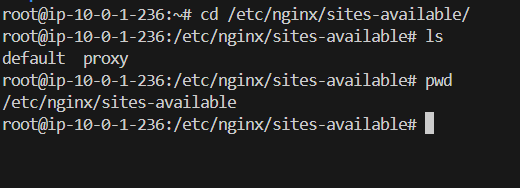 root@ip-10-0-1-236:~# cd /etc/nginx/sites-available/
root@ip-10-0-1-236:/etc/nginx/sites-available# ls
default  proxy
root@ip-10-0-1-236:/etc/nginx/sites-available# pwd
/etc/nginx/sites-available
root@ip-10-0-1-236:/etc/nginx/sites-available#